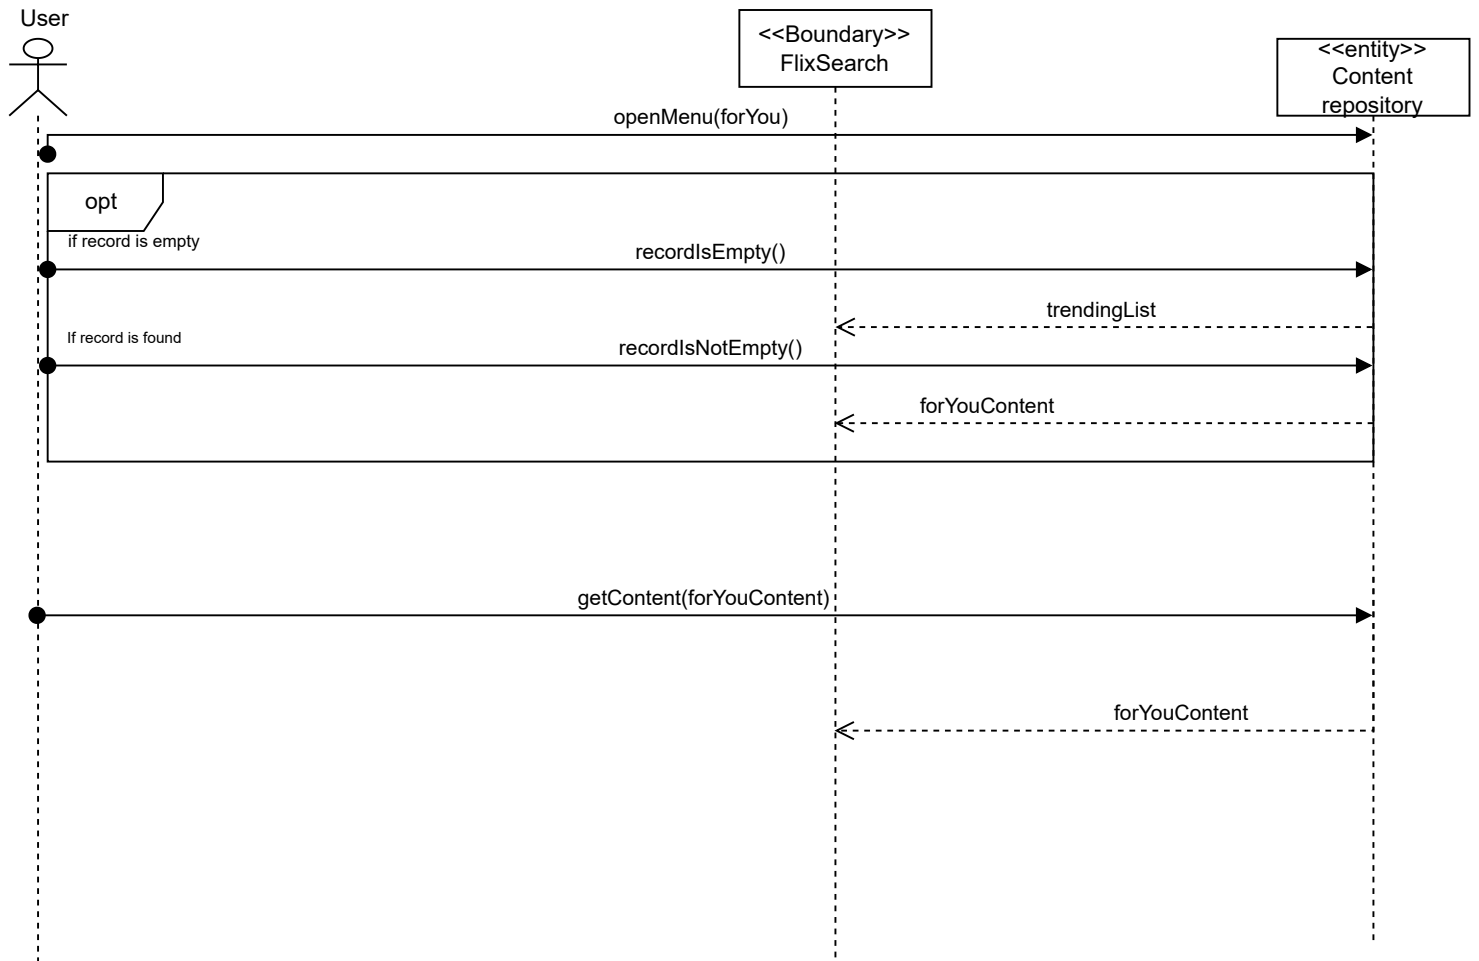 User
<<Boundary>>
FlixSearch
<<entity>>
Content
repository
openMenu(forYou)
opt
if record is empty
recordIsEmpty()
trendingList
If record is found
recordIsNotEmpty()
forYouContent
getContent(forYouContent)
forYouContent